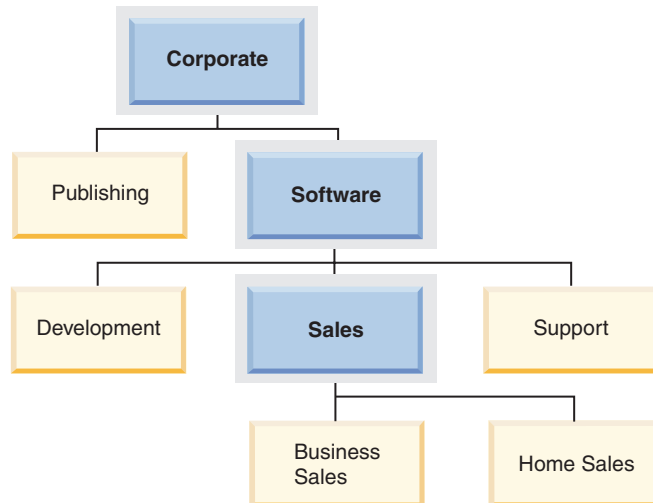 Corporate
Publishing
Software
Development
Sales
Support
Business
Sales
Home Sales